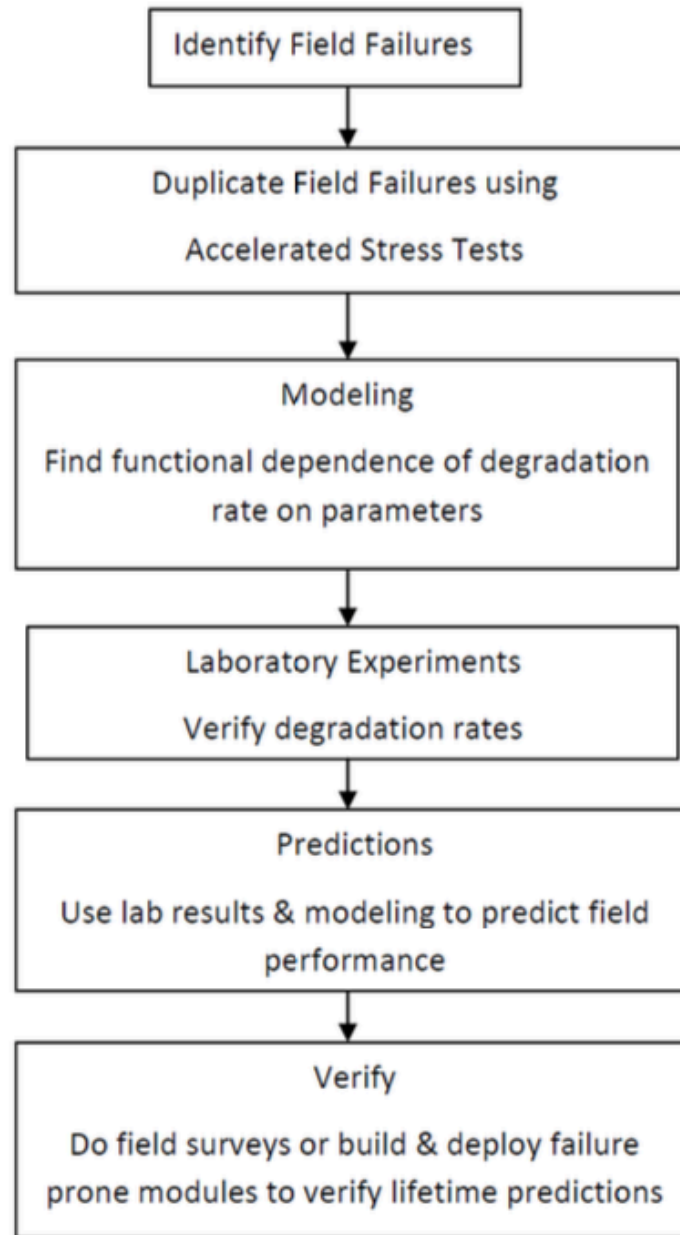 Identify Field Failures
Duplicate Field Failures using
Accelerated Stress Tests
Modeling
Find functional dependence of degradation
rate on parameters
Laboratory Experiments
Verify degradation rates
Predictions
Use lab results & modeling to predict field
performance
Verify
Do field surveys or build & deploy failure
prone modules to verify lifetime predictions